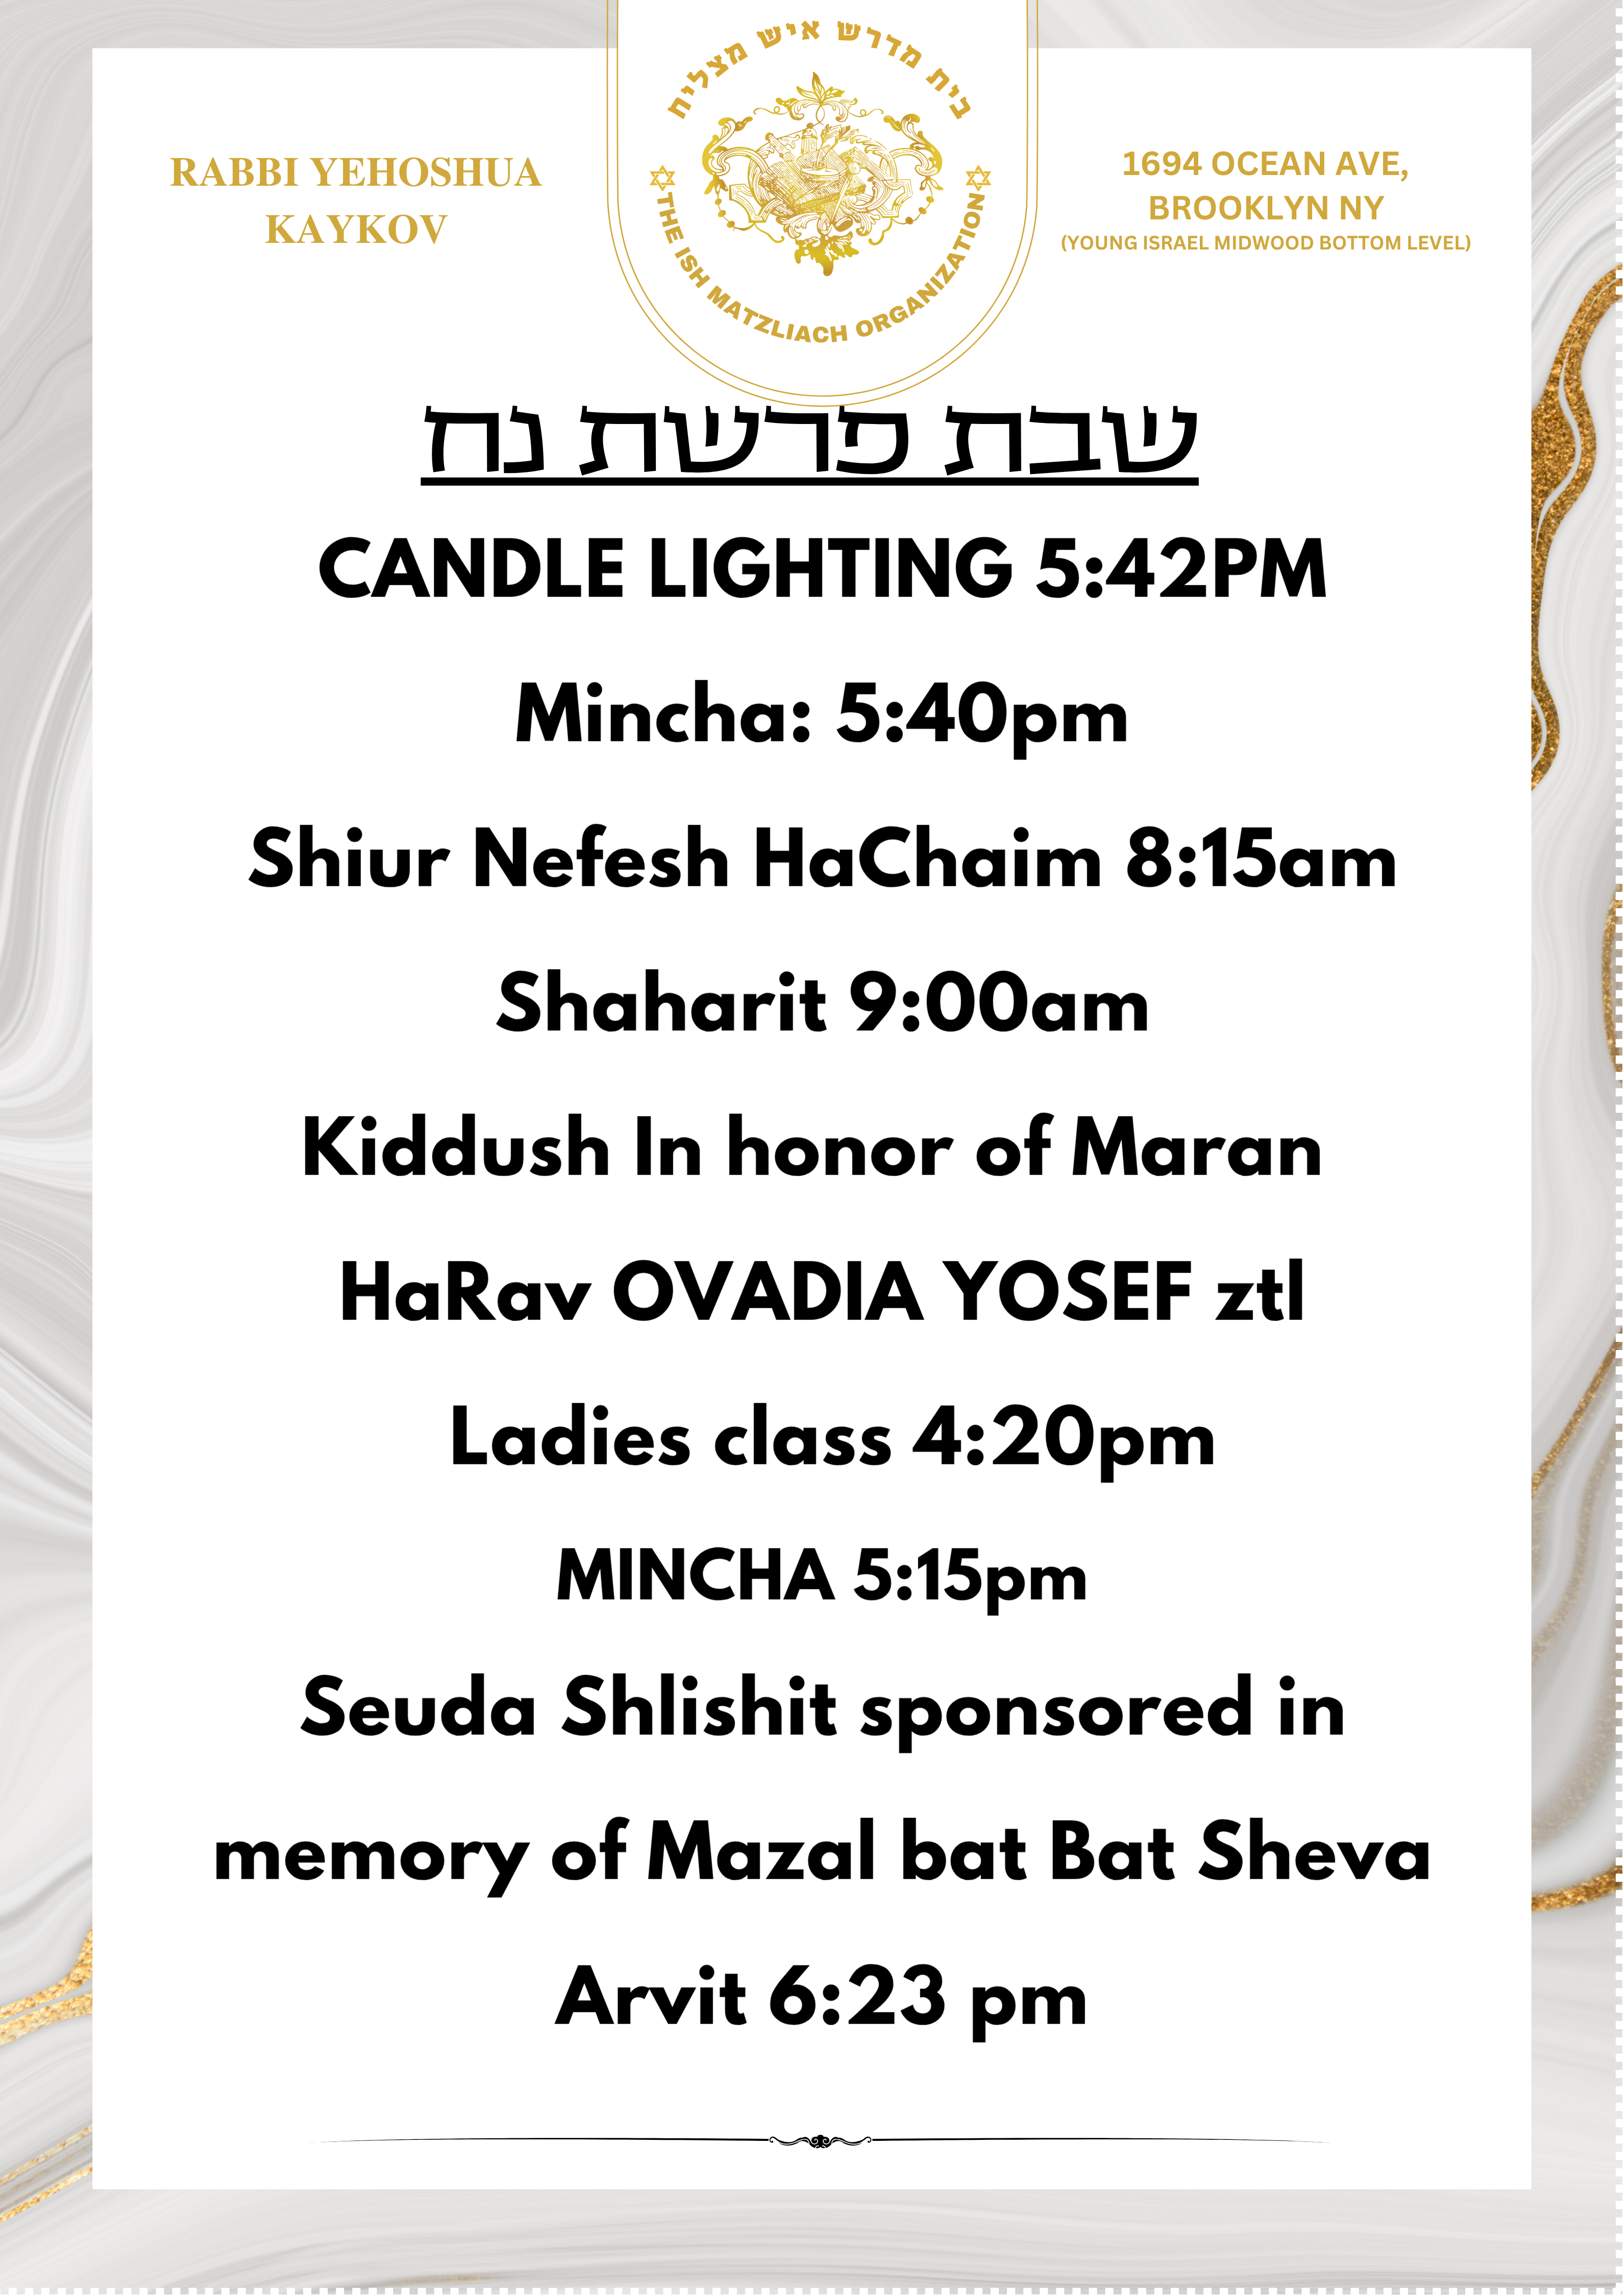 בית מדרש איש מצליח
THE ISH MATZLIACH ORGANIZATION
RABBI YEHOSHUA
KAYKOV
1694 OCEAN AVE,
BROOKLYN NY
(YOUNG ISRAEL MIDWOOD BOTTOM LEVEL)
שבת פרשת נח
CANDLE LIGHTING 5:42PM
Mincha: 5:40pm
Shiur Nefesh HaChaim 8:15am
Shaharit 9:00am
Kiddush In honor of Maran
HaRav OVADIA YOSEF ztl
Ladies class 4:20pm
MINCHA 5:15pm
Seuda Shlishit sponsored in
memory of Mazal bat Bat Sheva
Arvit 6:23 pm